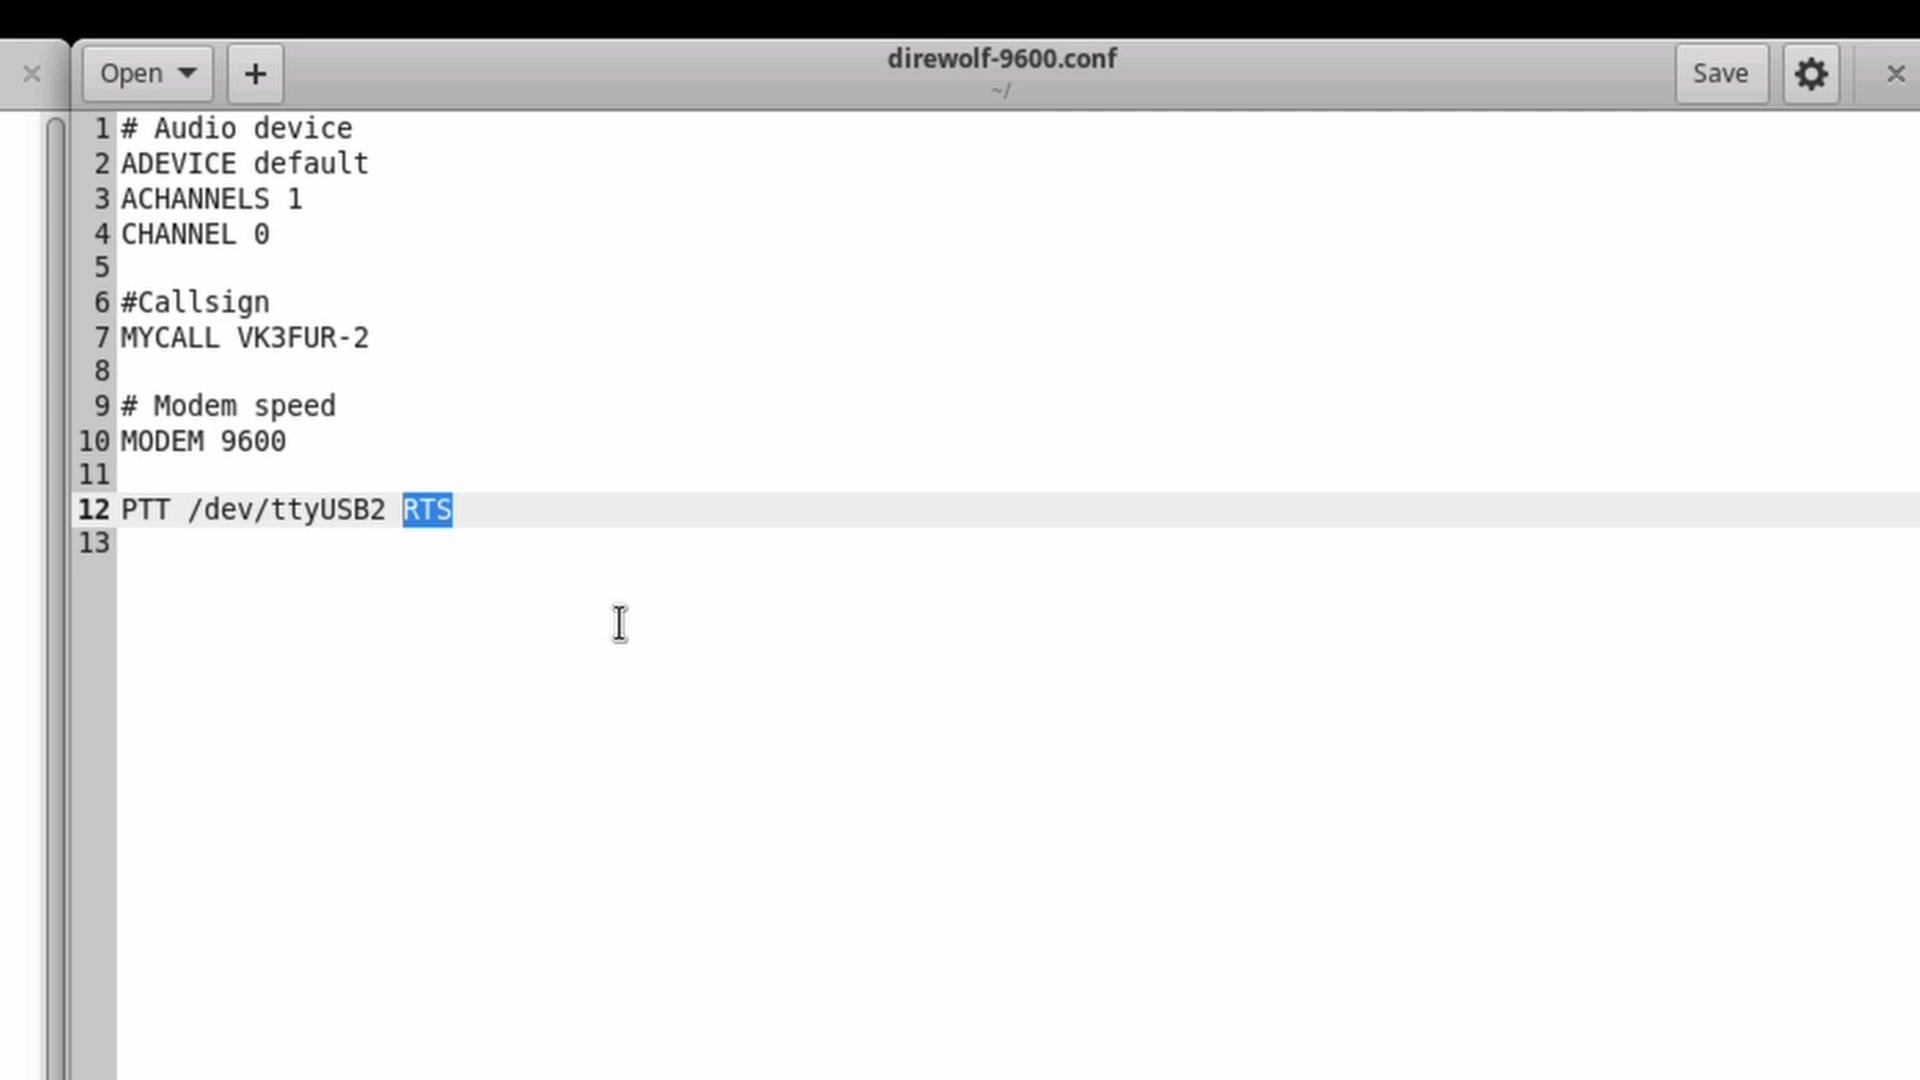 Open
+
direwolf-9600.conf
~/
Save
1 # Audio device
2 ADEVICE default
3 ACHANNELS 1
4 CHANNEL 0
5
6 #Callsign
7 MYCALL VK3FUR-2
8
9 # Modem speed
10 MODEM 9600
11
12 PTT /dev/ttyUSB2 RTS
13